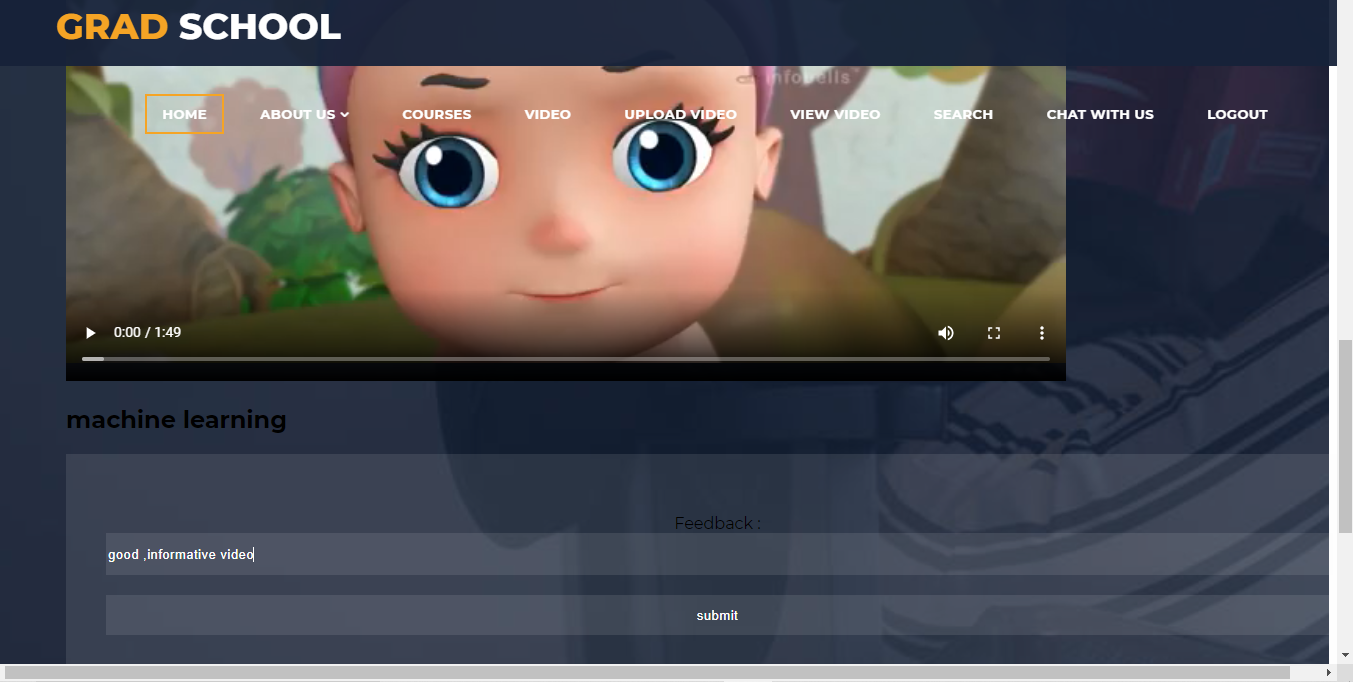 GRAD SCHOOL
infobells
HOME ABOUT US COURSES VIDEO UPLOAD VIDEO VIEW VIDEO SEARCH CHAT WITH US LOGOUT
0:00 / 1:49
machine learning
Feedback :
good ,informative video
submit